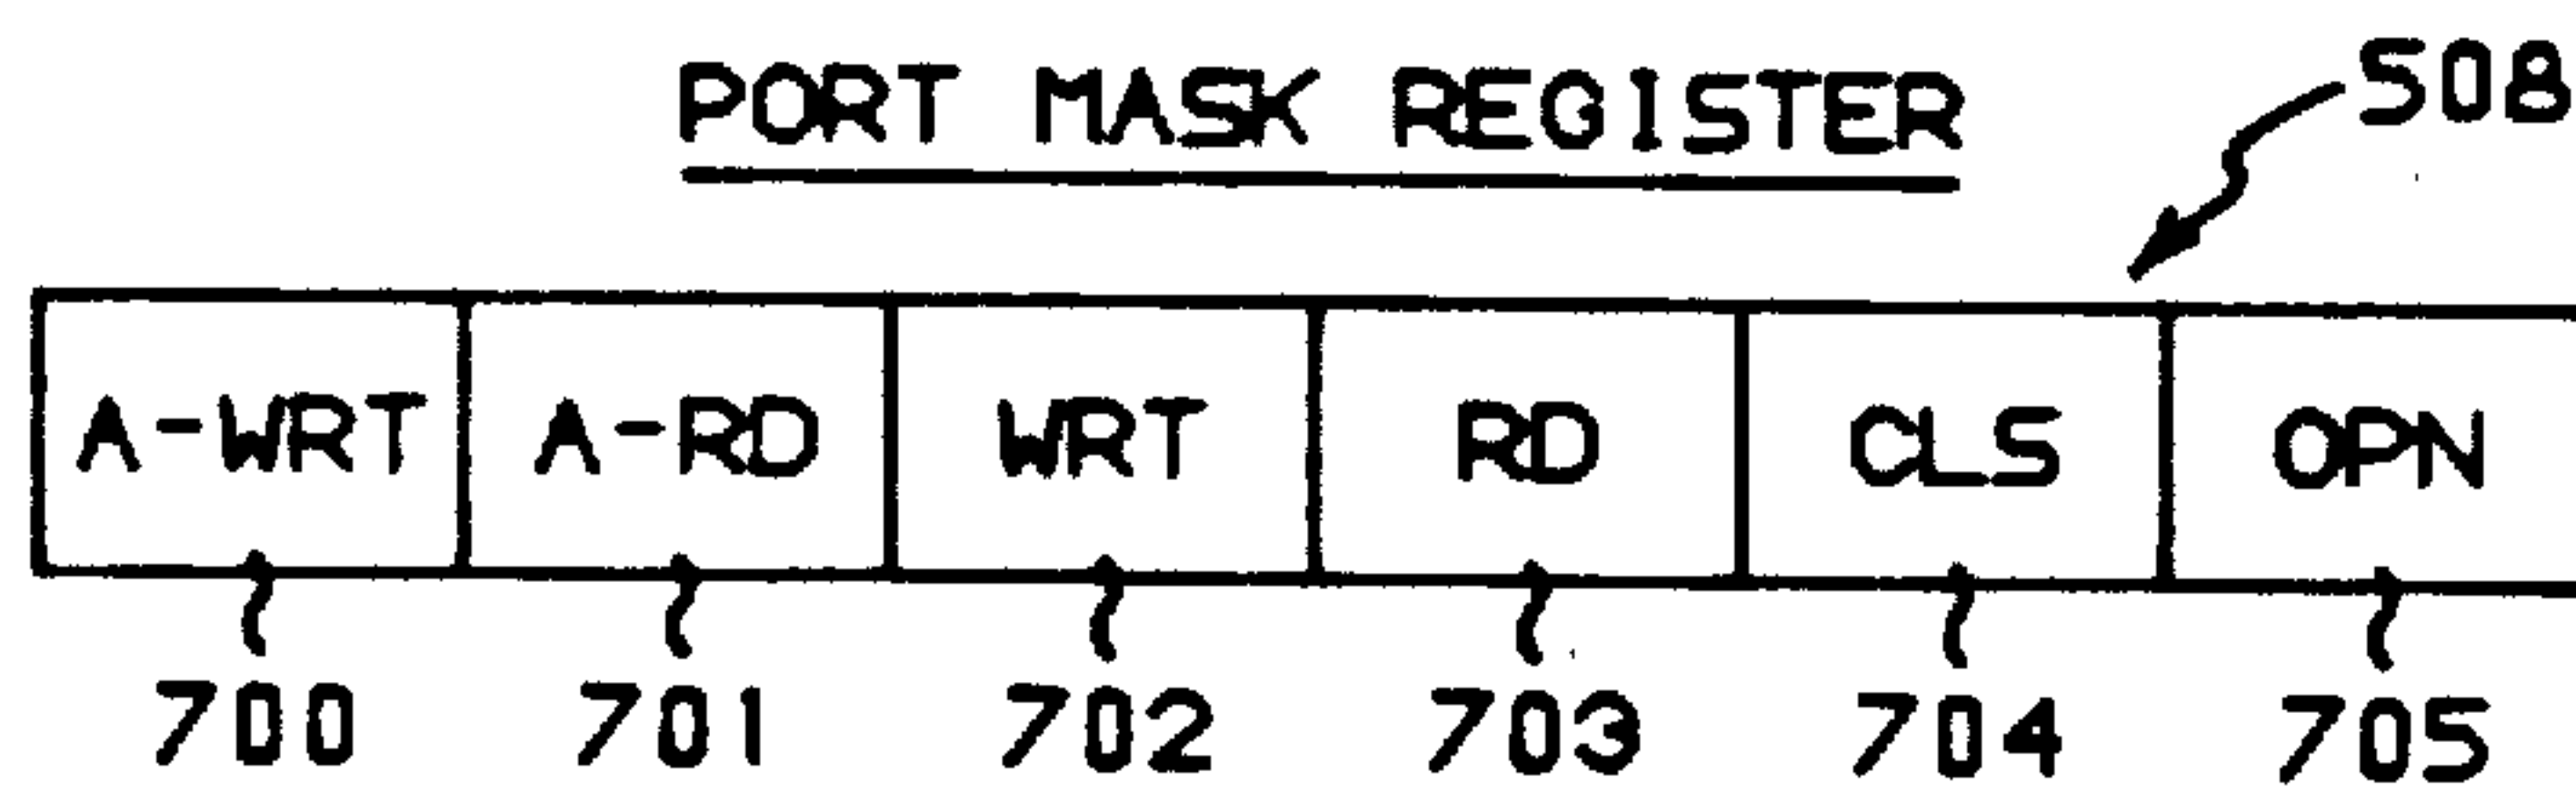 PORT MASK REGISTER
508
A-WRT A-RD WRT RD CLS OPN
700 701 702 703 704 705